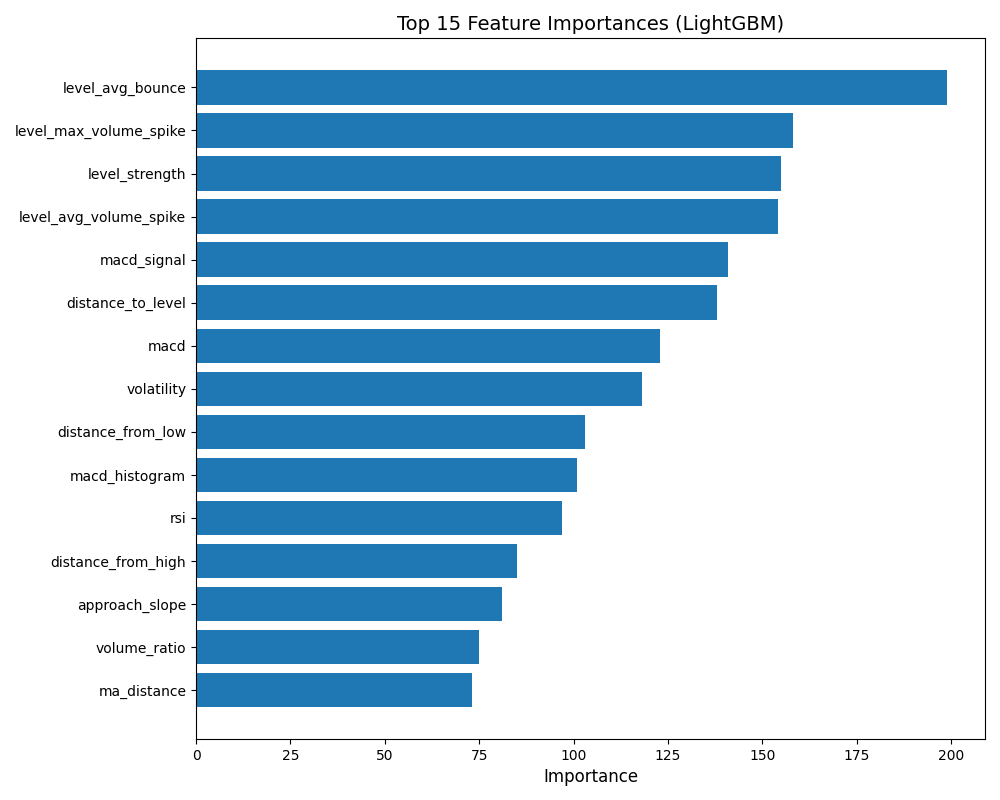 Top 15 Feature Importances (LightGBM)
level_avg_bounce
level_max_volume_spike
level_strength
level_avg_volume_spike
macd_signal
distance_to_level
macd
volatility
distance_from_low
macd_histogram
rsi
distance_from_high
approach_slope
volume_ratio
ma_distance
0 25 50 75 100 125 150 175 200
Importance